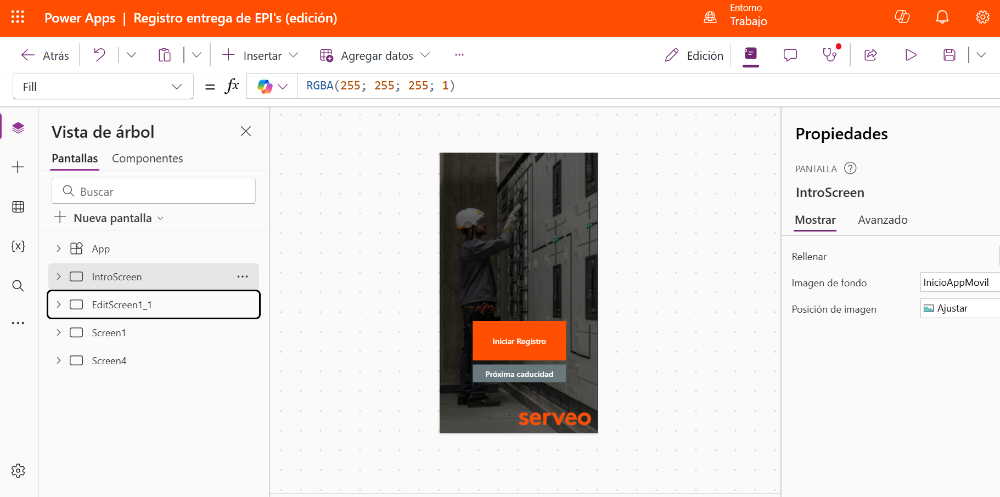 Power Apps | Registro entrega de EPI's (edición)
Entorno
Trabajo
Atrás
Insertar
Agregar datos
Edición
Fill
= fx
RGBA(255; 255; 255; 1)
Vista de árbol
Pantallas
Componentes
Buscar
Nueva pantalla
App
IntroScreen
EditScreen1_1
Screen1
Screen4
Iniciar Registro
Próxima caducidad
serveo
Propiedades
PANTALLA
IntroScreen
Mostrar
Avanzado
Rellenar
Imagen de fondo
InicioAppMovil
Posición de imagen
Ajustar